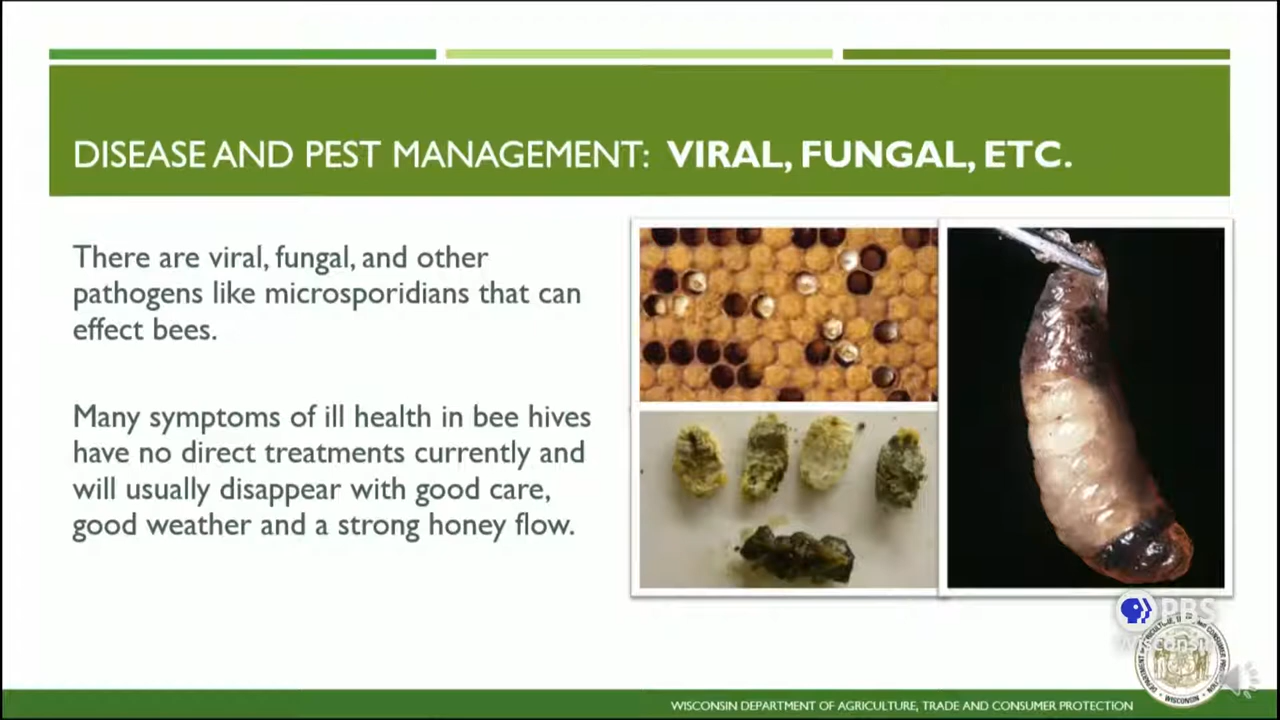 DISEASE AND PEST MANAGEMENT: VIRAL, FUNGAL, ETC.
There are viral, fungal, and other
pathogens like microsporidians that can
effect bees.
Many symptoms of ill health in bee hives
have no direct treatments currently and
will usually disappear with good care,
good weather and a strong honey flow.
PBS
Wisconsin
WISCONSIN DEPARTMENT OF AGRICULTURE, TRADE AND CONSUMER PROTECTION